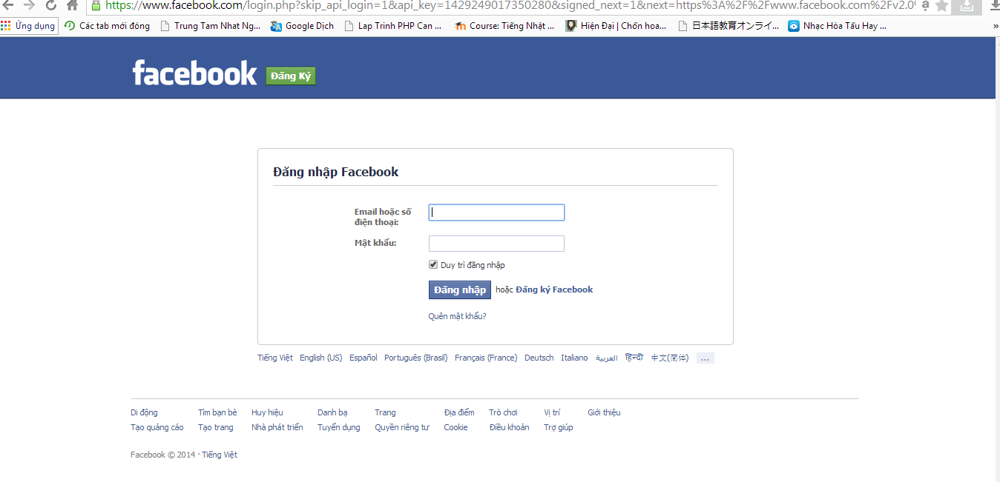 https://www.facebook.com/login.php?skip_api_login=1&api_key=1429249017350280&signed_next=1&next=https%3A%2F%2Fwww.facebook.com%2Fv2.0%
Ứng dụng Các tab mới đóng Trung Tam Nhat Ng... Google Dịch Lap Trinh PHP Can ... Course: Tiếng Nhật ... Hiện Đại | Chốn hoa... 日本語教育オンライ... Nhạc Hòa Tấu Hay ... »
facebook Đăng Ký
Đăng nhập Facebook
Email hoặc số
điện thoại:
Mật khẩu:
Duy trì đăng nhập
Đăng nhập hoặc Đăng ký Facebook
Quên mật khẩu?
Tiếng Việt English (US) Español Português (Brasil) Français (France) Deutsch Italiano العربية हिन्दी 中文(简体) ...
Di động Tìm bạn bè Huy hiệu Danh bạ Trang Địa điểm Trò chơi Vị trí Giới thiệu
Tạo quảng cáo Tạo trang Nhà phát triển Tuyển dụng Quyền riêng tư Cookie Điều khoản Trợ giúp
Facebook © 2014 · Tiếng Việt